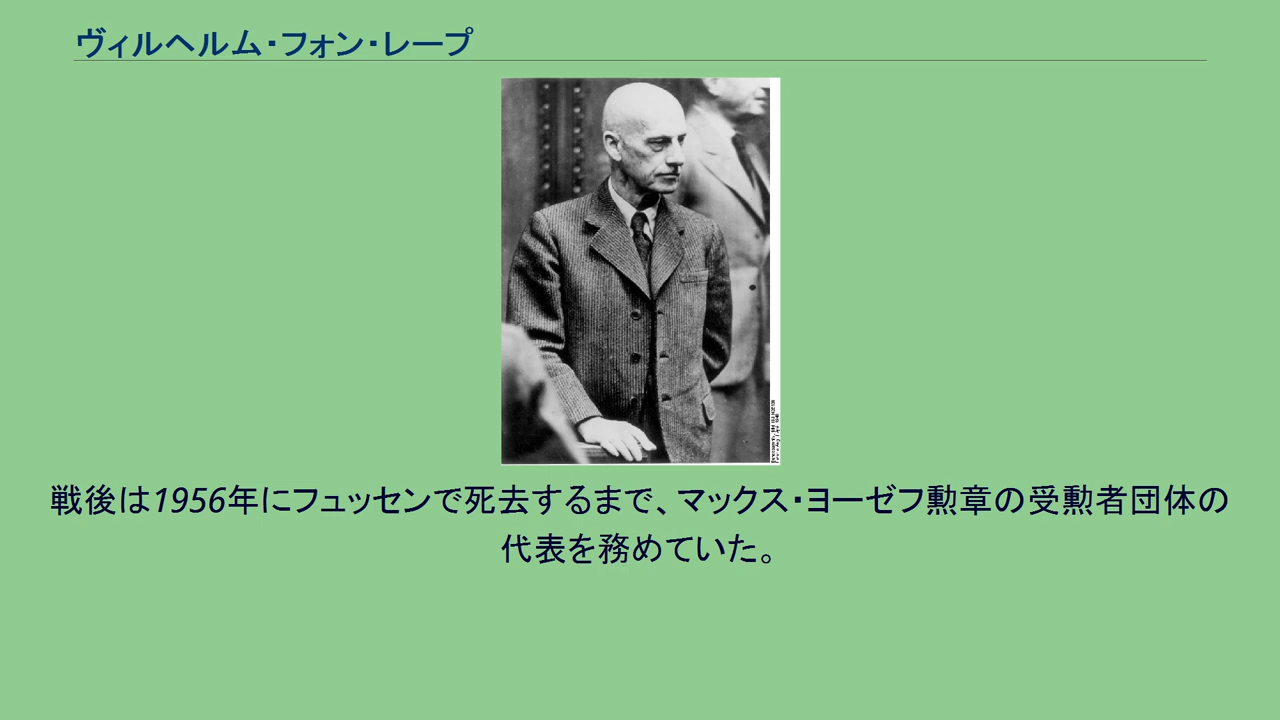 ヴィルヘルム・フォン・レープ
戦後は1956年にフュッセンで死去するまで、マックス・ヨーゼフ勲章の受勲者団体の
代表を務めていた。